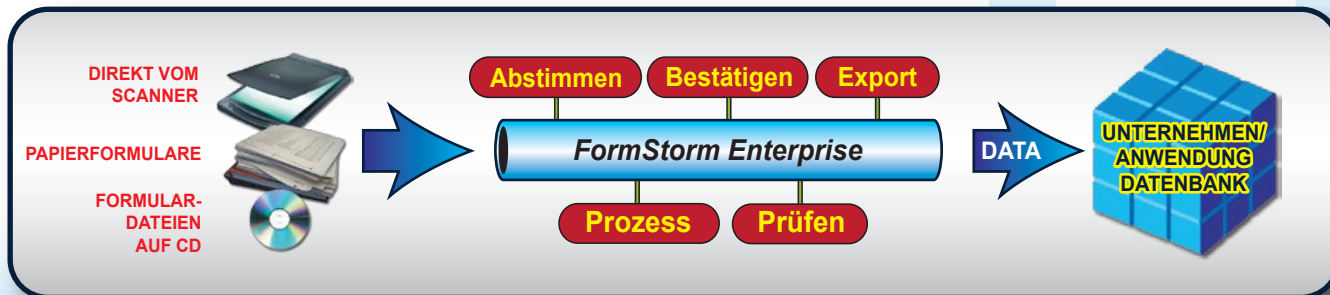 DIREKT VOM
SCANNER
PAPIERFORMULARE
FORMULAR-
DATEIEN
AUF CD
Abstimmen
Bestätigen
Export
FormStorm Enterprise
Prozess
Prüfen
DATA
UNTERNEHMEN/
ANWENDUNG
DATENBANK